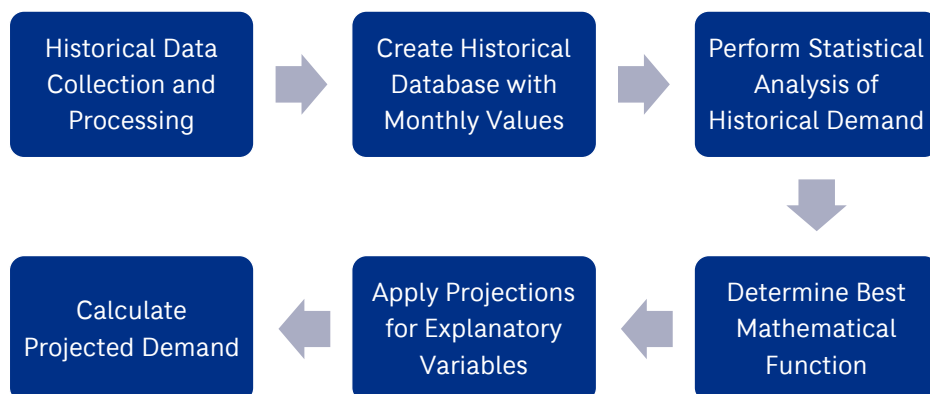 Historical Data
Collection and
Processing
Create Historical
Database with
Monthly Values
Perform Statistical
Analysis of
Historical Demand
Determine Best
Mathematical
Function
Apply Projections
for Explanatory
Variables
Calculate
Projected Demand